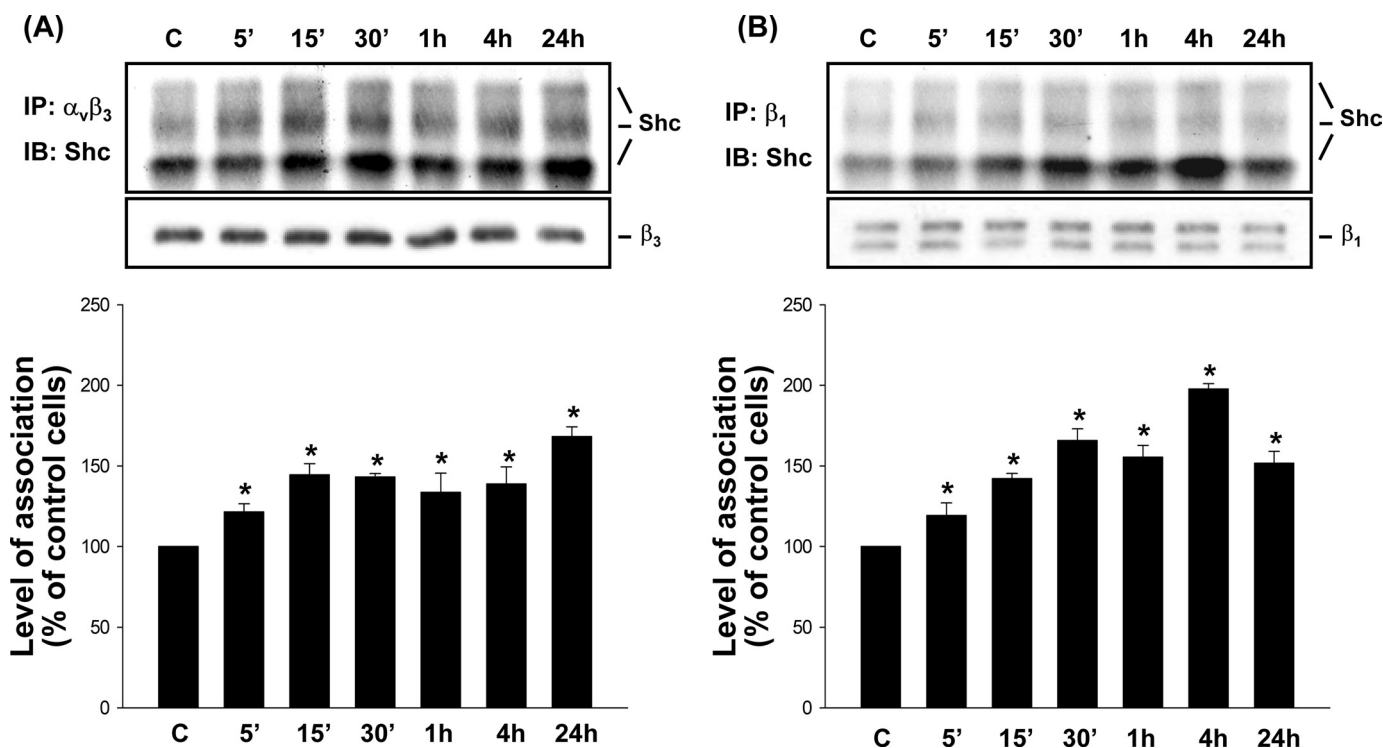 (A)
C 5’ 15’ 30’ 1h 4h 24h
IP: αvβ3
IB: Shc
Shc
β3
250
200
150
100
50
0
Level of association
(% of control cells)
* * * * * *
C 5’ 15’ 30’ 1h 4h 24h
(B)
C 5’ 15’ 30’ 1h 4h 24h
IP: β1
IB: Shc
Shc
β1
250
200
150
100
50
0
Level of association
(% of control cells)
* * * * * *
C 5’ 15’ 30’ 1h 4h 24h